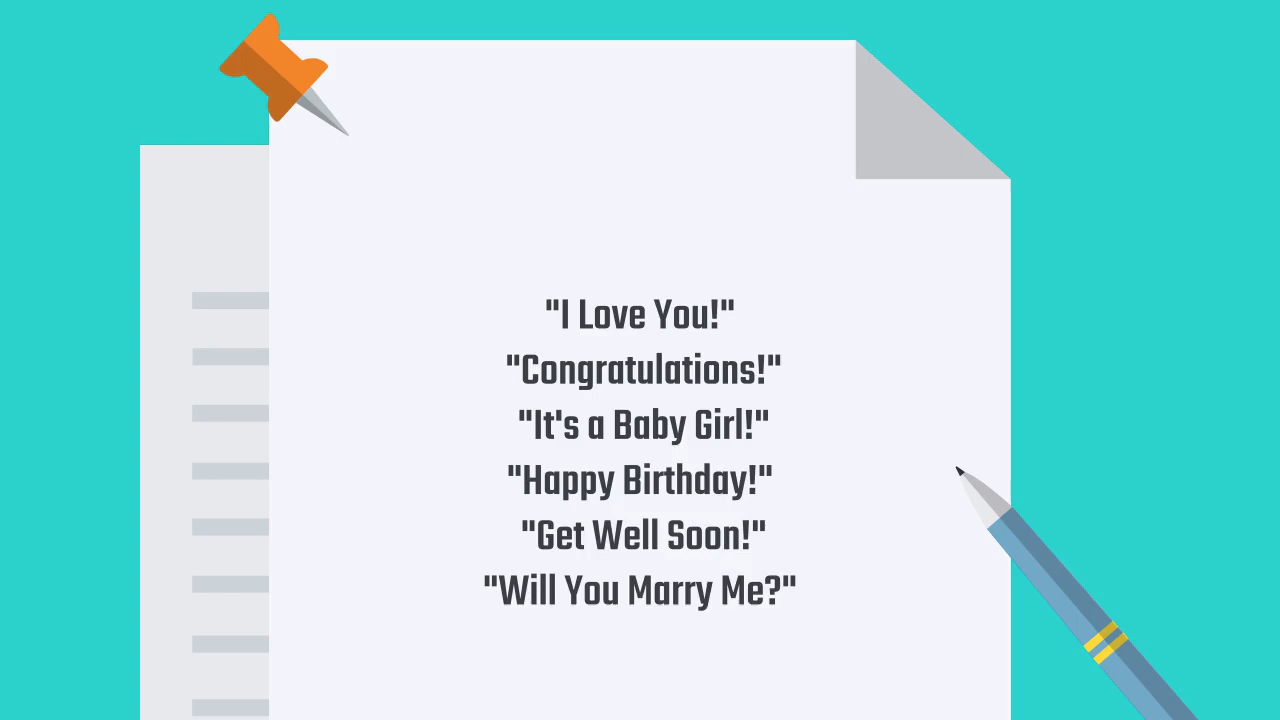 "I Love You!"
"Congratulations!"
"It's a Baby Girl!"
"Happy Birthday!"
"Get Well Soon!"
"Will You Marry Me?"